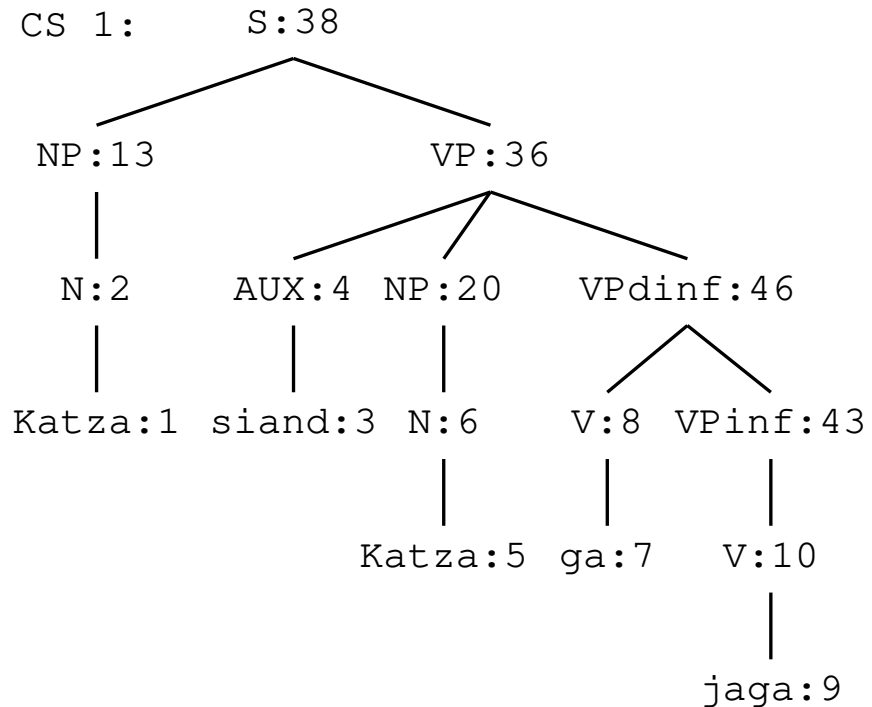 CS 1: S:38
NP:13 VP:36
N:2 AUX:4 NP:20 VPdinf:46
Katza:1 siand:3 N:6 V:8 VPinf:43
Katza:5 ga:7 V:10
jaga:9